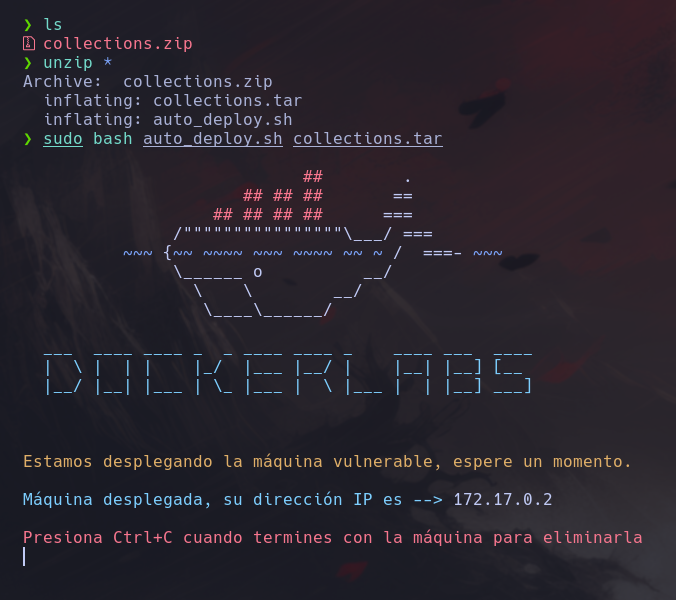 ❯ ls
collections.zip
❯ unzip *
Archive:  collections.zip
  inflating: collections.tar
  inflating: auto_deploy.sh
❯ sudo bash auto_deploy.sh collections.tar
                            ##        .
                      ## ## ##       ==
                   ## ## ## ##      ===
               /"""""""""""""""\___/ ===
          ~~~ {~~ ~~~~ ~~~ ~~~~ ~~ ~ /  ===- ~~~
               \______ o          __/
                 \    \        __/
                  \____\______/
  ___  ____ ____ _  _ ____ ____ _    ____ ___  ____
  |  \ |  | |    |_/  |___ |__/ |    |__| |__] [__
  |__/ |__| |___ | \_ |___ |  \ |___ |  | |__] ___]
Estamos desplegando la máquina vulnerable, espere un momento.
Máquina desplegada, su dirección IP es --> 172.17.0.2
Presiona Ctrl+C cuando termines con la máquina para eliminarla